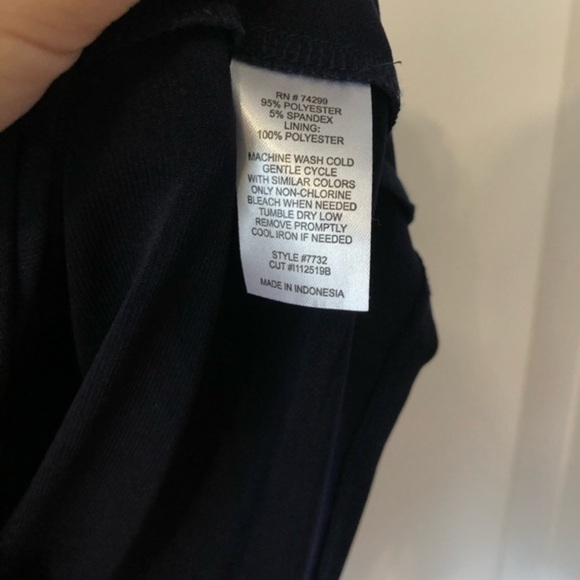 RN # 74299
95% POLYESTER
5% SPANDEX
LINING:
100% POLYESTER
MACHINE WASH COLD
GENTLE CYCLE
WITH SIMILAR COLORS
ONLY NON-CHLORINE
BLEACH WHEN NEEDED
TUMBLE DRY LOW
REMOVE PROMPTLY
COOL IRON IF NEEDED
STYLE #7732
CUT #I112519B
MADE IN INDONESIA